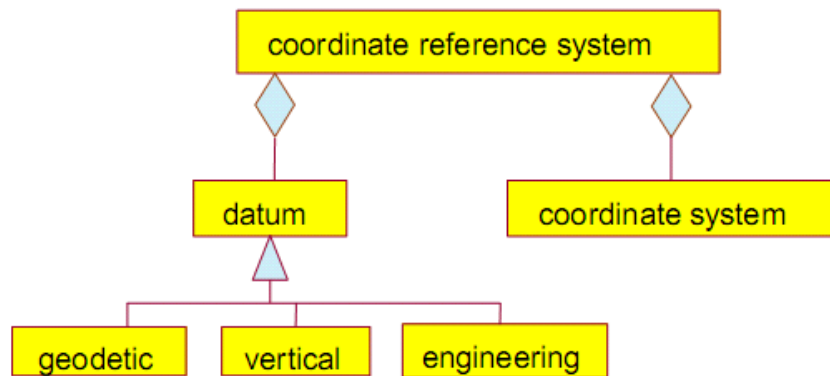 coordinate reference system
datum
coordinate system
geodetic
vertical
engineering